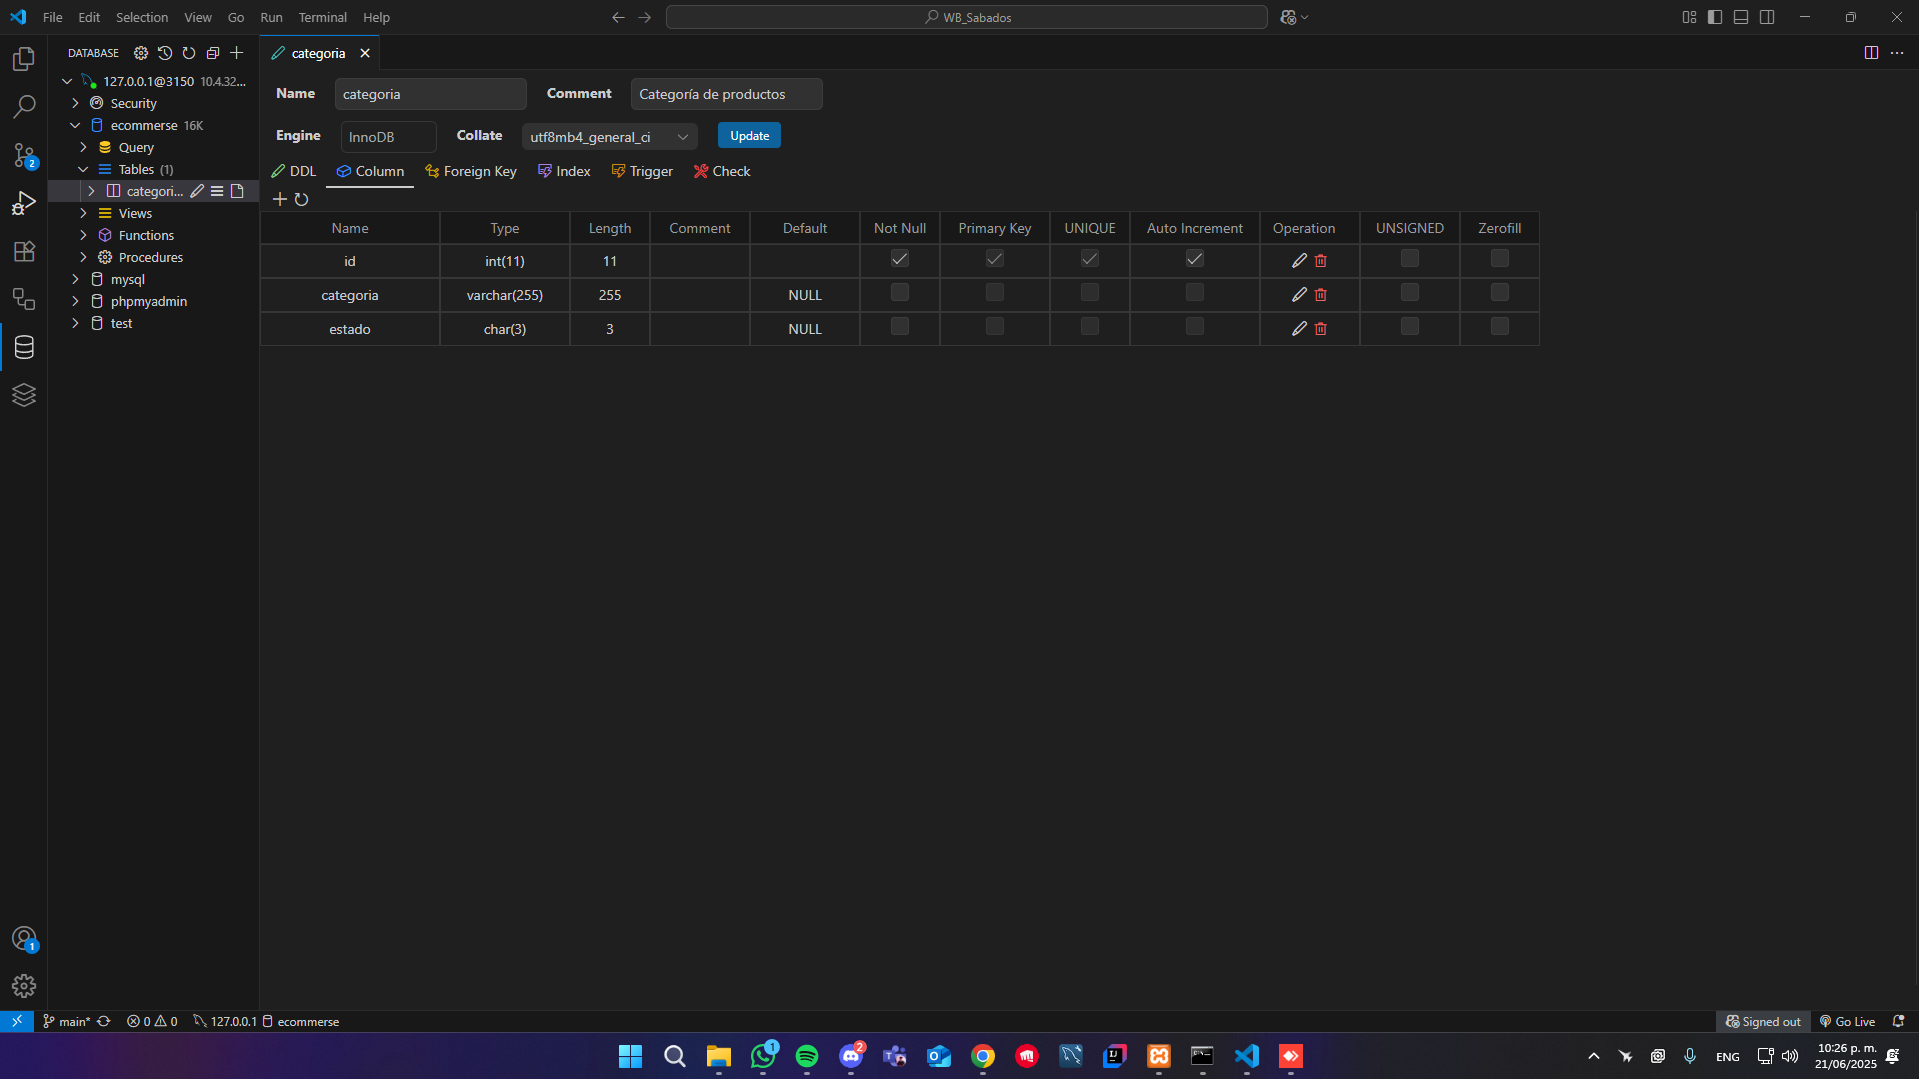 File Edit Selection View Go Run Terminal Help
WB_Sabados
DATABASE
categoria
127.0.0.1@3150 10.4.32...
Security
ecommerse 16K
Query
Tables (1)
categori...
Views
Functions
Procedures
mysql
phpmyadmin
test
Name categoria Comment Categoría de productos
Engine InnoDB Collate utf8mb4_general_ci Update
DDL Column Foreign Key Index Trigger Check
Name Type Length Comment Default Not Null Primary Key UNIQUE Auto Increment Operation UNSIGNED Zerofill
id int(11) 11
categoria varchar(255) 255 NULL
estado char(3) 3 NULL
2
1
main* 0 0 127.0.0.1 ecommerse
Signed out Go Live
1
2
ENG
10:26 p. m.
21/06/2025